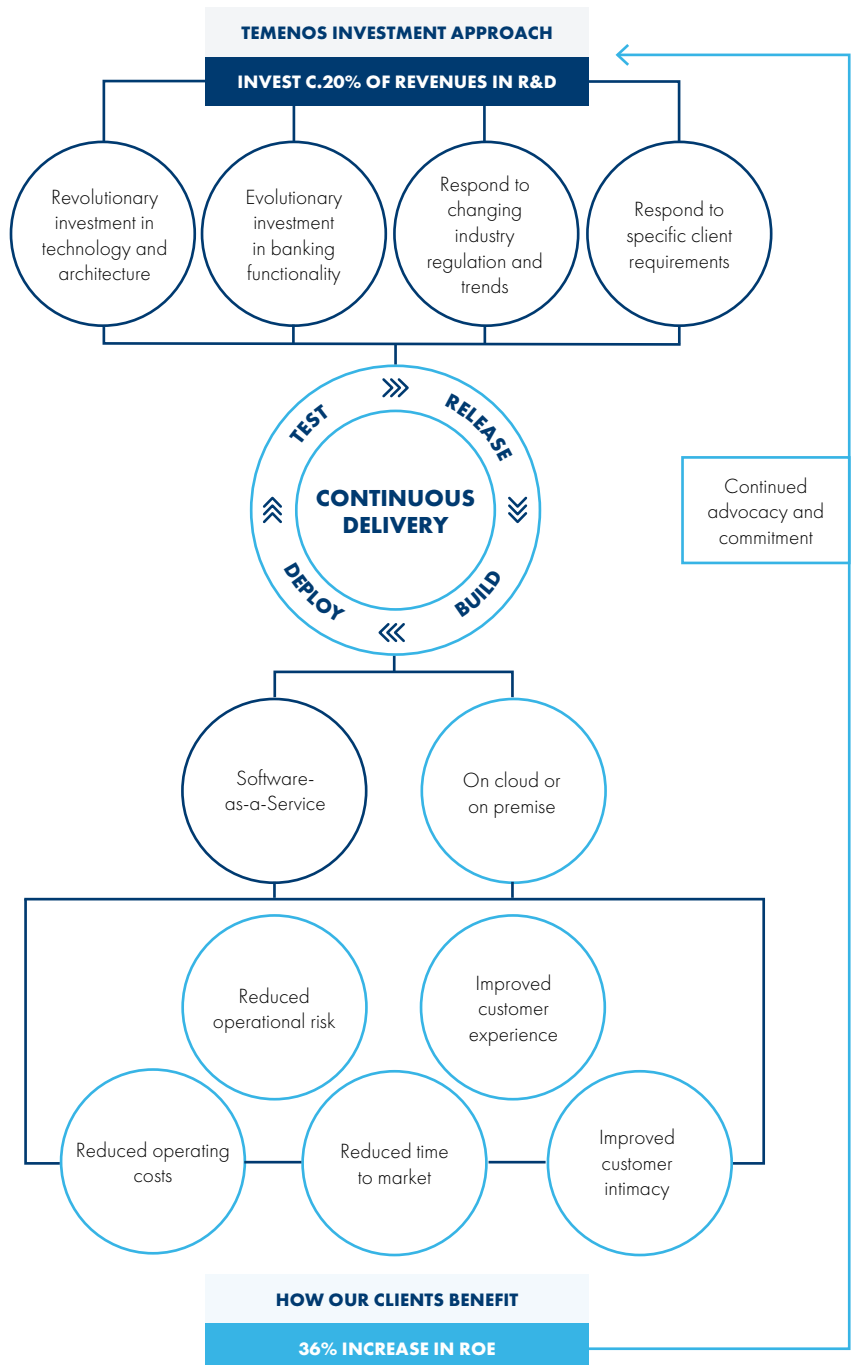 TEMENOS INVESTMENT APPROACH
INVEST C.20% OF REVENUES IN R&D
Revolutionary
investment in
technology and
architecture
Evolutionary
investment
in banking
functionality
Respond to
changing
industry
regulation and
trends
Respond to
specific client
requirements
TEST
RELEASE
CONTINUOUS
DELIVERY
DEPLOY
BUILD
Continued
advocacy and
commitment
Software-
as-a-Service
On cloud or
on premise
Reduced
operational risk
Improved
customer
experience
Reduced operating
costs
Reduced time
to market
Improved
customer
intimacy
HOW OUR CLIENTS BENEFIT
36% INCREASE IN ROE